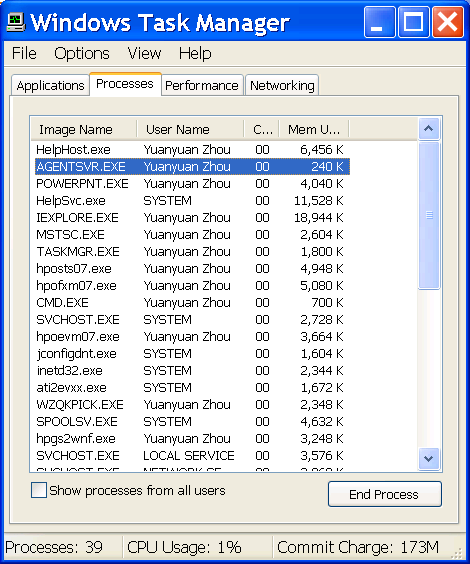 Windows Task Manager
File Options View Help
Applications Processes Performance Networking
Image Name User Name C... Mem U...
HelpHost.exe Yuanyuan Zhou 00 6,456 K
AGENTSVR.EXE Yuanyuan Zhou 00 240 K
POWERPNT.EXE Yuanyuan Zhou 00 4,040 K
HelpSvc.exe SYSTEM 00 11,528 K
IEXPLORE.EXE Yuanyuan Zhou 00 18,944 K
MSTSC.EXE Yuanyuan Zhou 00 2,604 K
TASKMGR.EXE Yuanyuan Zhou 00 1,800 K
hposts07.exe Yuanyuan Zhou 00 4,948 K
hpofxm07.exe Yuanyuan Zhou 00 5,080 K
CMD.EXE Yuanyuan Zhou 00 700 K
SVCHOST.EXE SYSTEM 00 2,728 K
hpoevm07.exe Yuanyuan Zhou 00 3,664 K
jconfigdnt.exe SYSTEM 00 1,604 K
inetd32.exe SYSTEM 00 2,344 K
ati2evxx.exe SYSTEM 00 1,672 K
WZQKPICK.EXE Yuanyuan Zhou 00 2,348 K
SPOOLSV.EXE SYSTEM 00 4,632 K
hpgs2wnf.exe Yuanyuan Zhou 00 3,248 K
SVCHOST.EXE LOCAL SERVICE 00 3,576 K
SVCHOST.EXE NETWORK SE... 00
Show processes from all users End Process
Processes: 39 CPU Usage: 1% Commit Charge: 173M